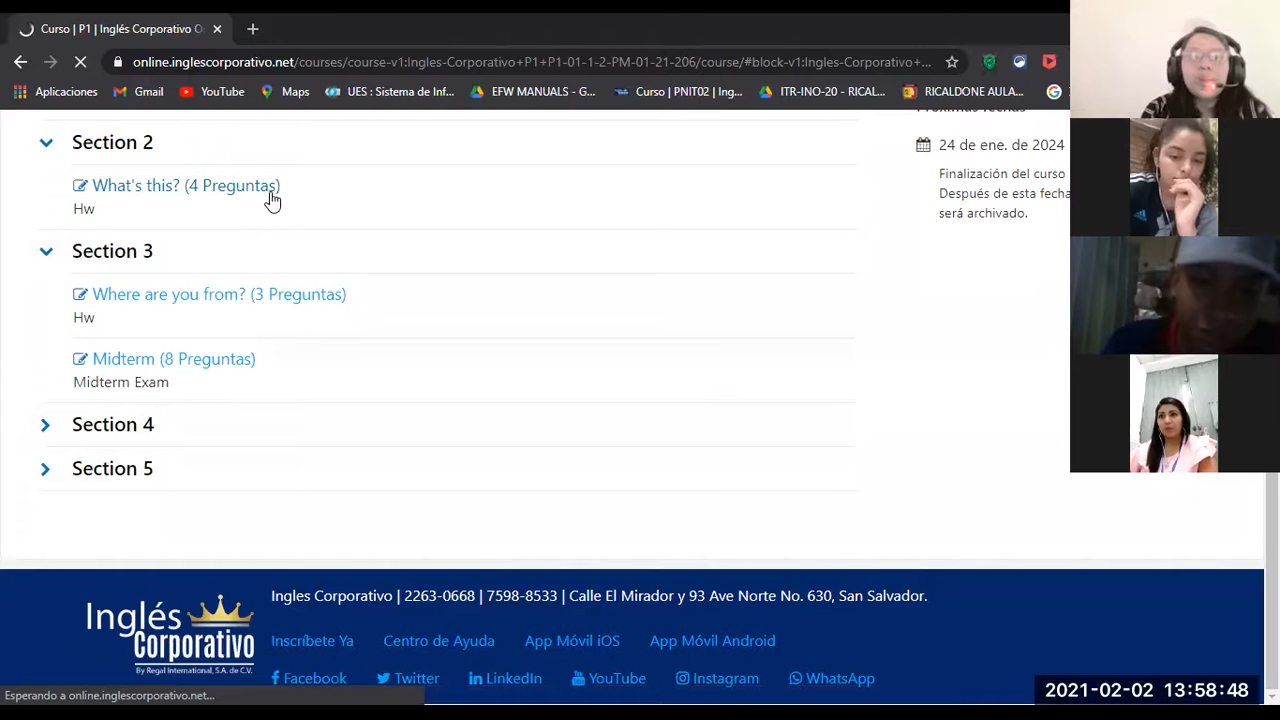 Curso | P1 | Inglés Corporativo O
online.inglescorporativo.net/courses/course-v1:Ingles-Corporativo+P1+P1-01-1-2-PM-01-21-206/course/#block-v1:Ingles-Corporativo+...
Aplicaciones Gmail YouTube Maps UES : Sistema de Inf... EFW MANUALS - G... Curso | PNIT02 | Ing... ITR-INO-20 - RICAL... RICALDONE AULA...
Section 2
What's this? (4 Preguntas)
Hw
Section 3
Where are you from? (3 Preguntas)
Hw
Midterm (8 Preguntas)
Midterm Exam
Section 4
Section 5
24 de ene. de 2024
Finalización del curso
Después de esta fecha
será archivado.
Inglés Corporativo
By Regal International, S.A. de C.V.
Ingles Corporativo | 2263-0668 | 7598-8533 | Calle El Mirador y 93 Ave Norte No. 630, San Salvador.
Inscríbete Ya Centro de Ayuda App Móvil iOS App Móvil Android
Facebook Twitter LinkedIn YouTube Instagram WhatsApp
Esperando a online.inglescorporativo.net...
2021-02-02 13:58:48